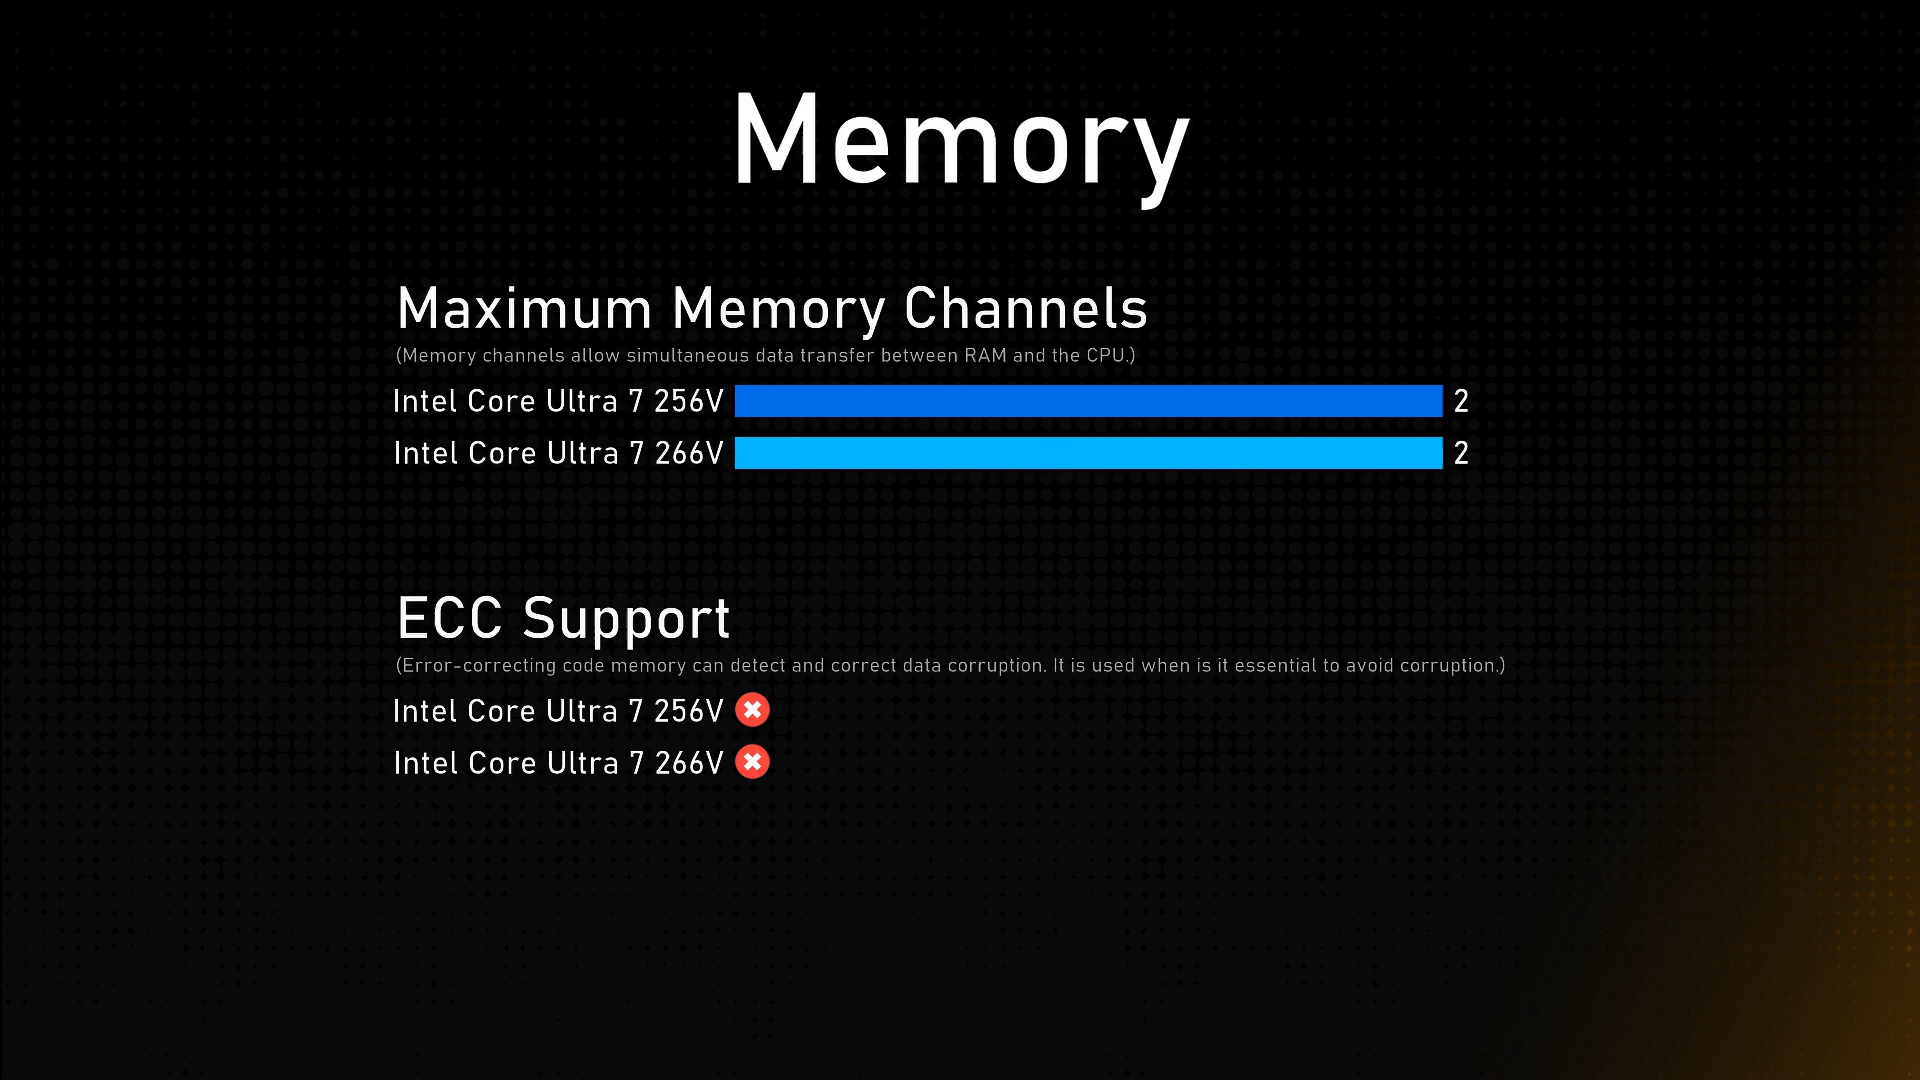 Memory
Maximum Memory Channels
(Memory channels allow simultaneous data transfer between RAM and the CPU.)
Intel Core Ultra 7 256V 2
Intel Core Ultra 7 266V 2
ECC Support
(Error-correcting code memory can detect and correct data corruption. It is used when is it essential to avoid corruption.)
Intel Core Ultra 7 256V
Intel Core Ultra 7 266V